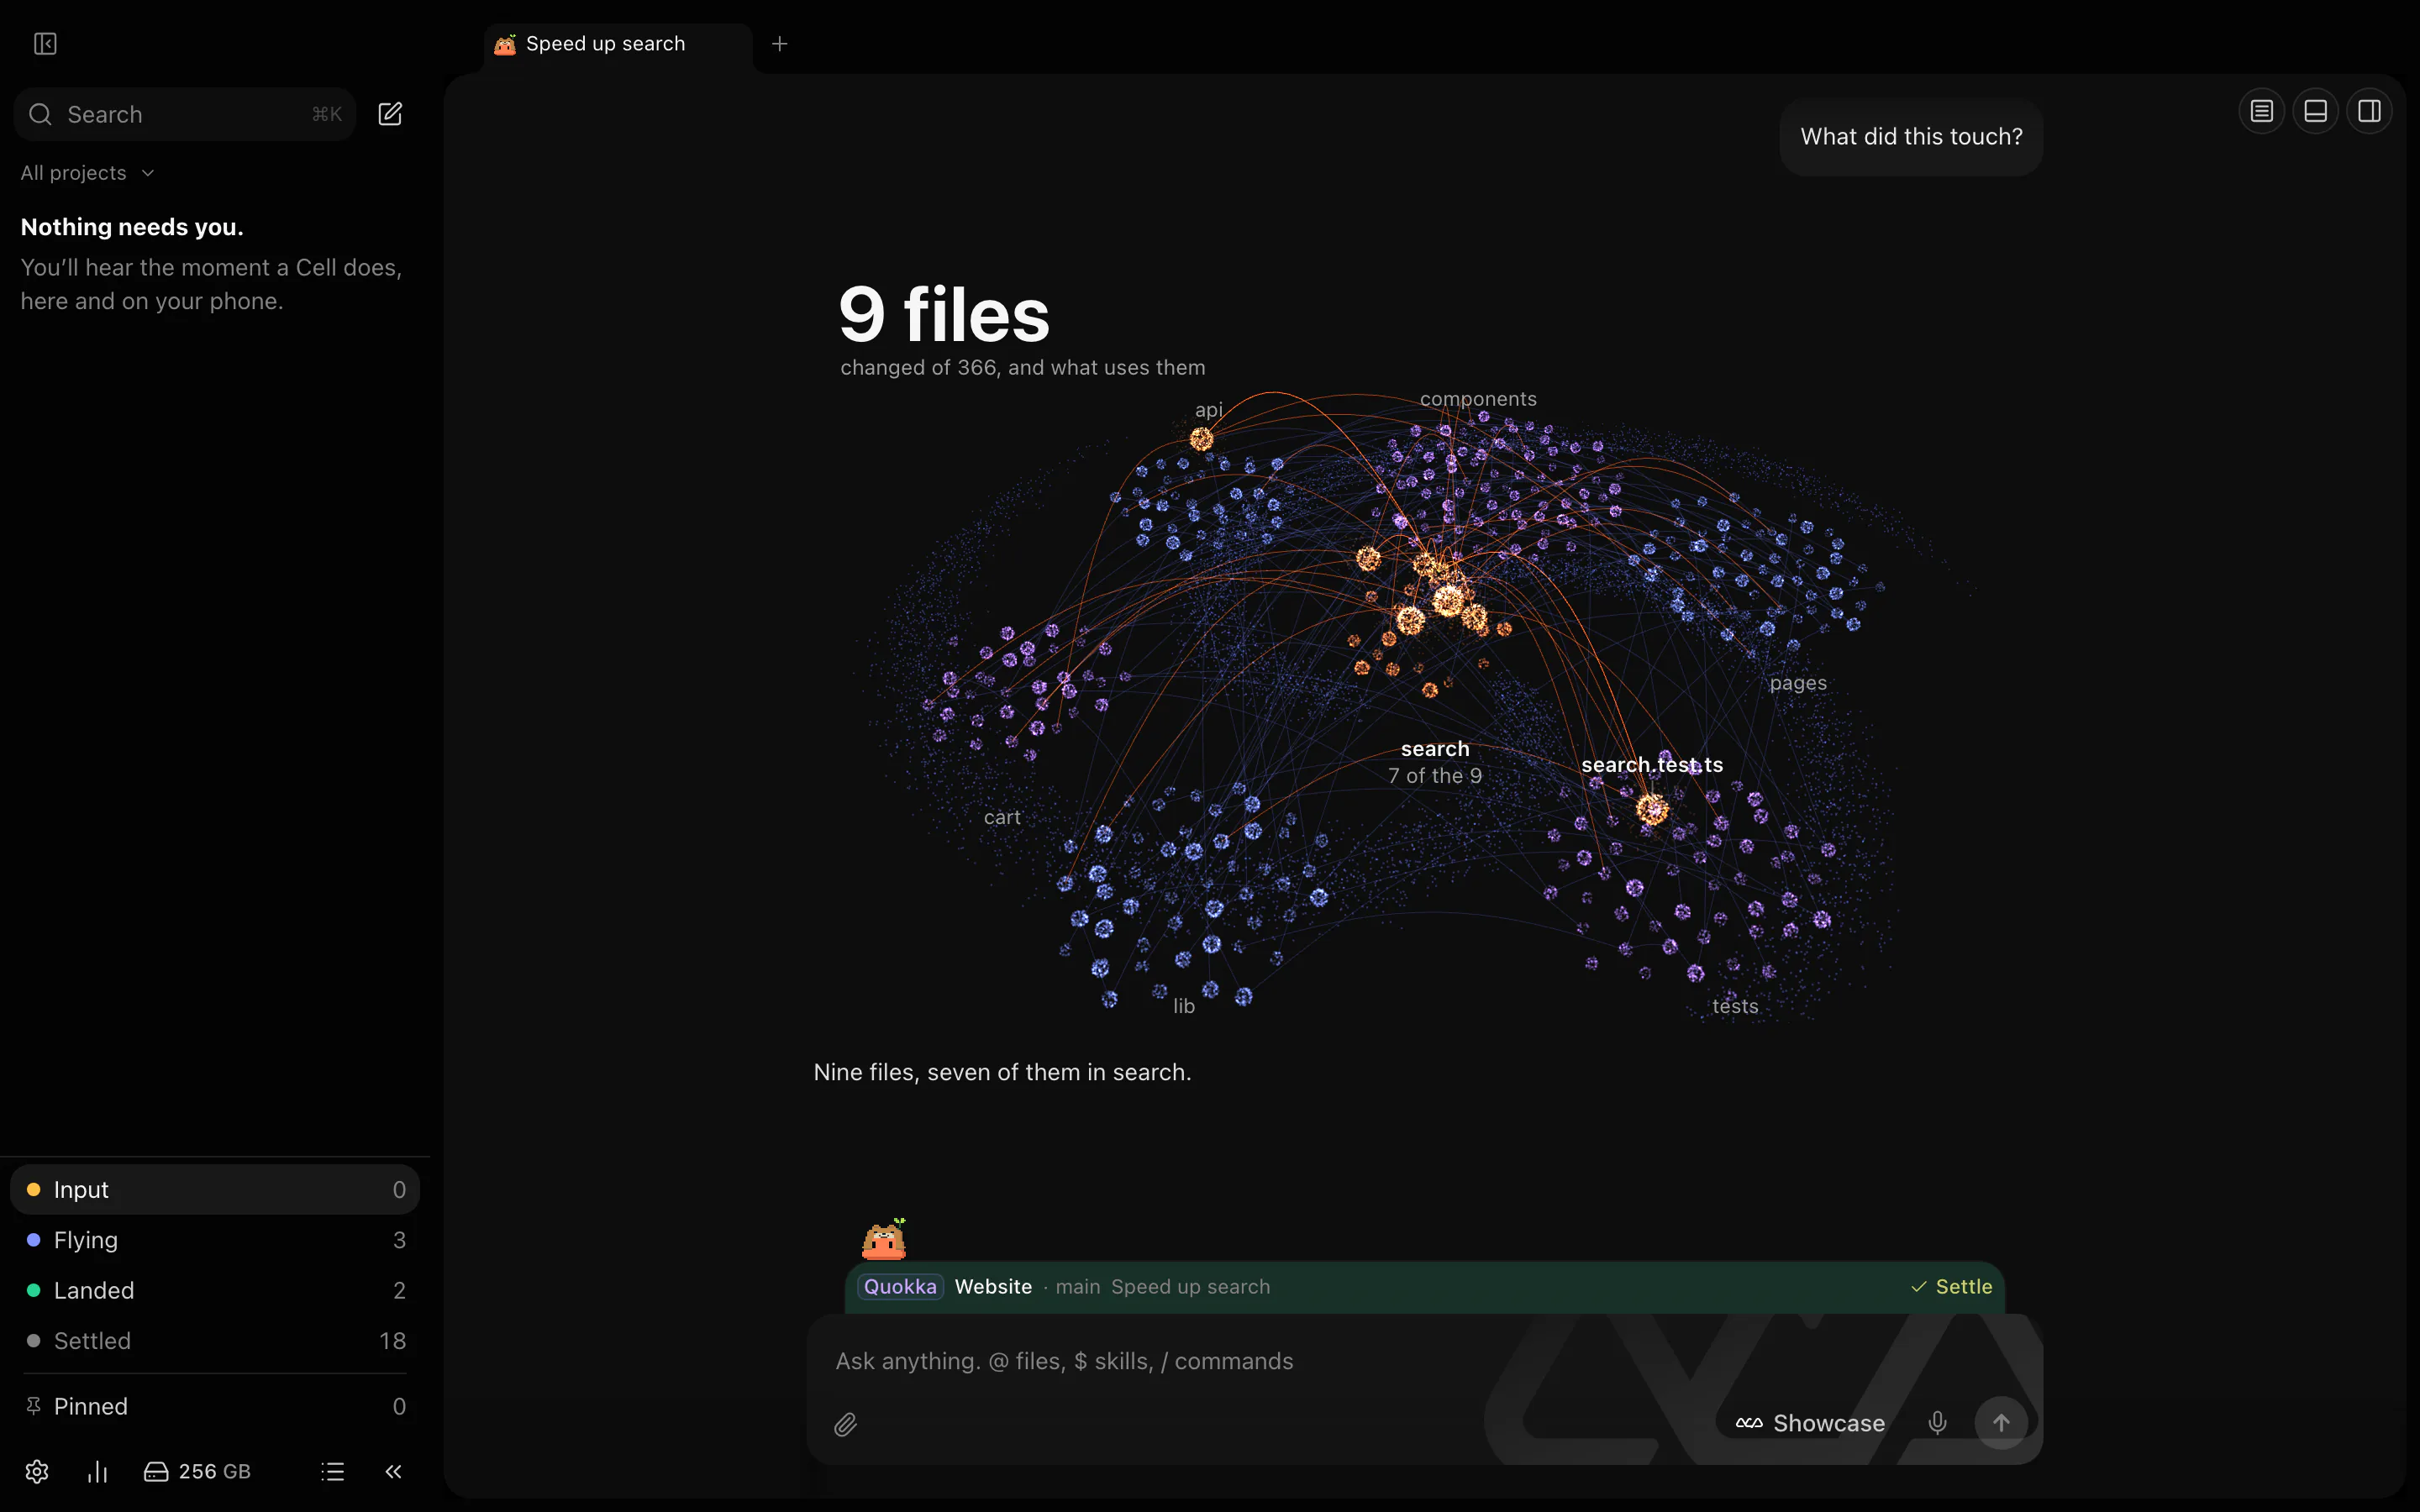 Speed up search
Search
⌘K
All projects
Nothing needs you.
You’ll hear the moment a Cell does,
here and on your phone.
What did this touch?
9 files
changed of 366, and what uses them
api
components
pages
search
7 of the 9
search.test.ts
cart
lib
tests
Nine files, seven of them in search.
Input 0
Flying 3
Landed 2
Settled 18
Pinned 0
256 GB
Quokka Website · main Speed up search
Settle
Ask anything. @ files, $ skills, / commands
Showcase